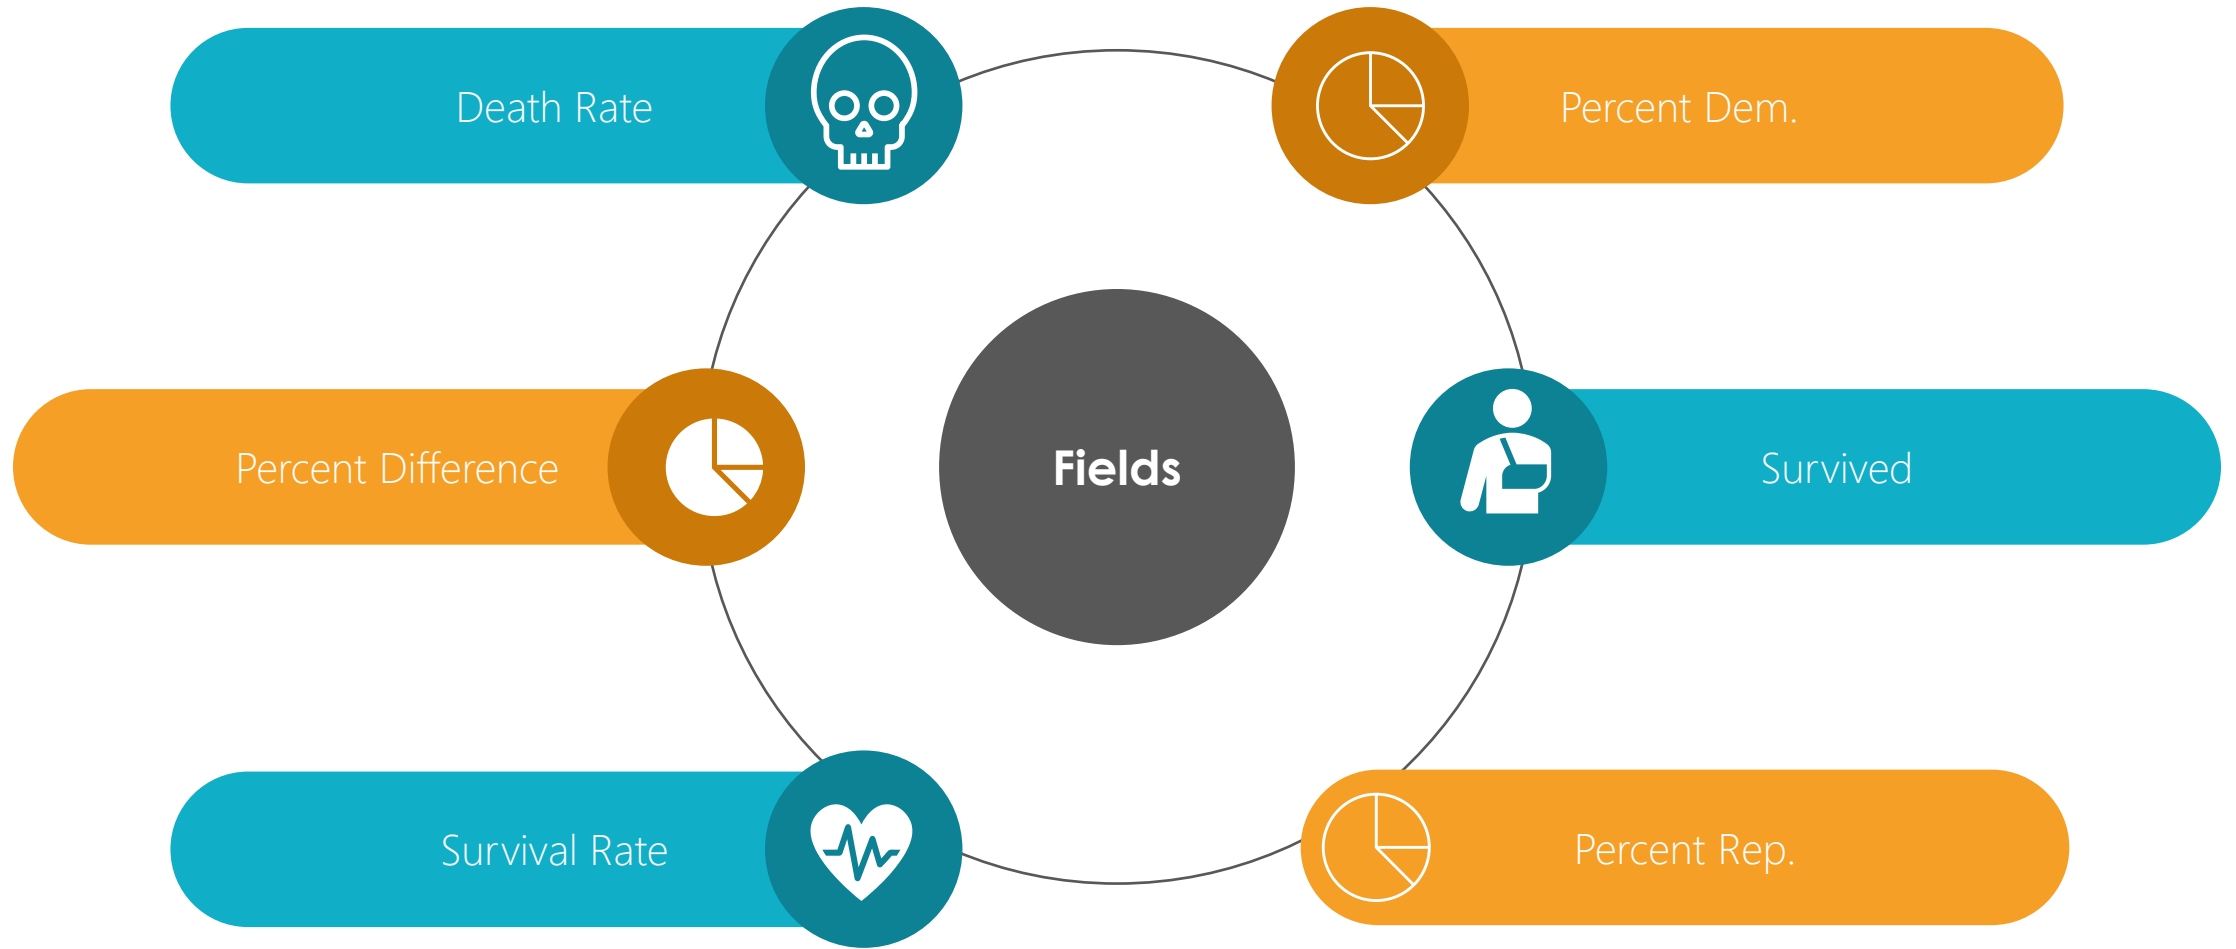 Death Rate
Percent Dem.
Percent Difference
Fields
Survived
Survival Rate
Percent Rep.